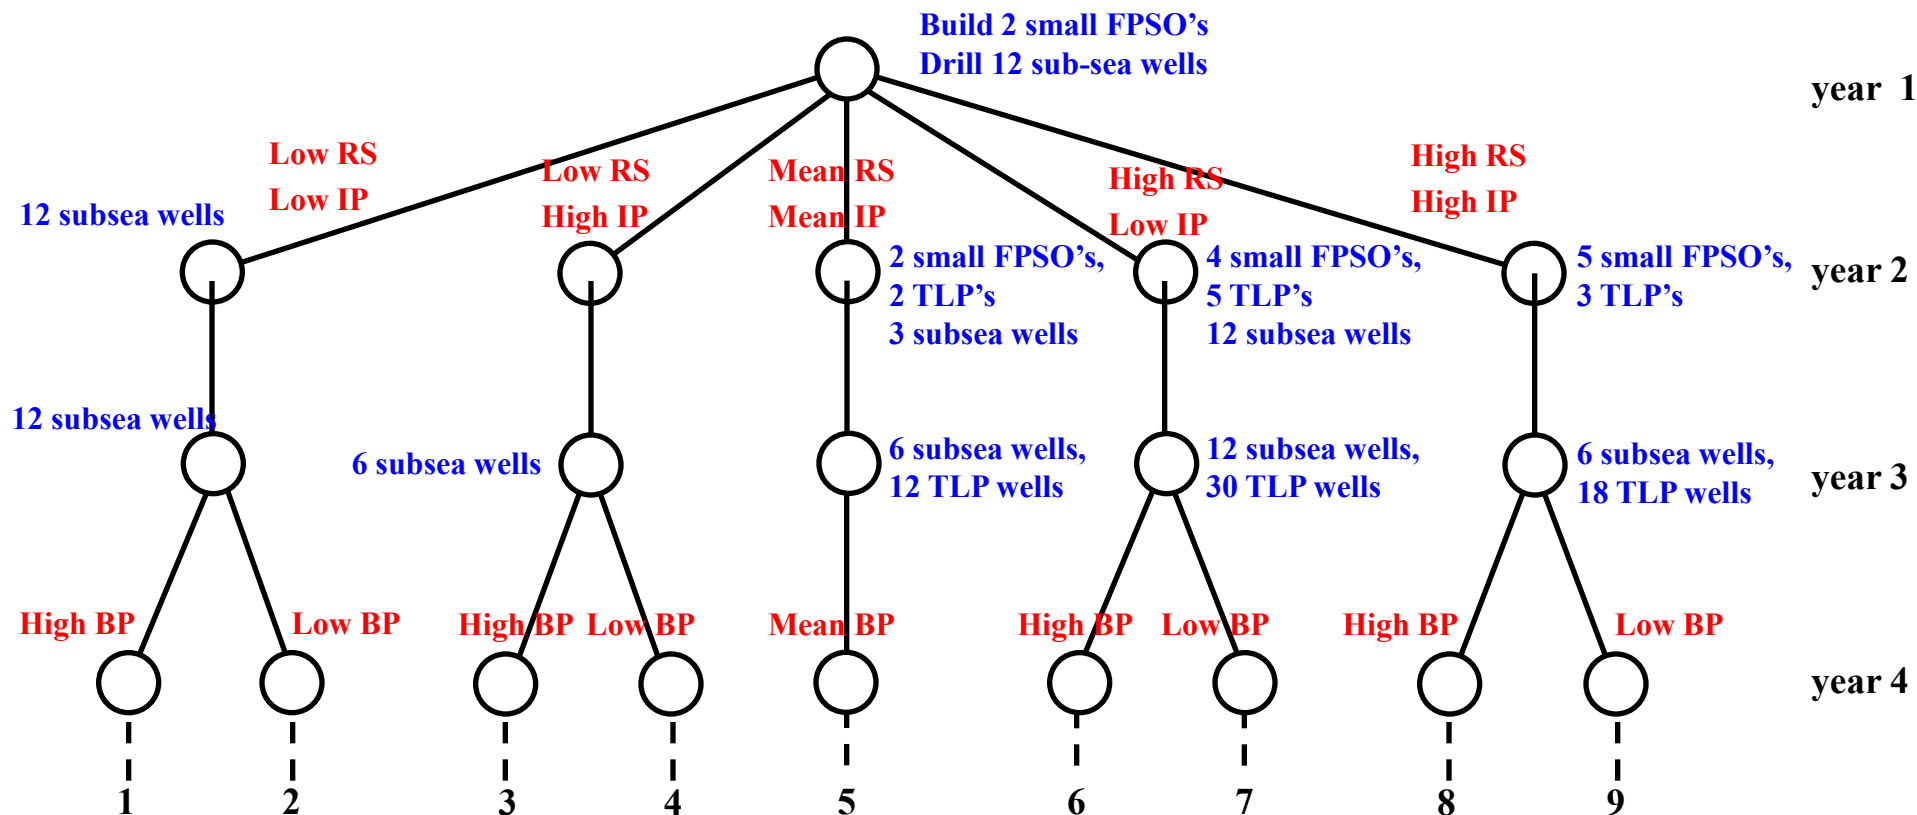 Build 2 small FPSO’s
Drill 12 sub-sea wells
year 1
Low RS
Low IP
Low RS
High IP
Mean RS
Mean IP
High RS
Low IP
High RS
High IP
12 subsea wells
2 small FPSO’s,
2 TLP’s
3 subsea wells
4 small FPSO’s,
5 TLP’s
12 subsea wells
5 small FPSO’s,
3 TLP’s
year 2
12 subsea wells
6 subsea wells
6 subsea wells,
12 TLP wells
12 subsea wells,
30 TLP wells
6 subsea wells,
18 TLP wells
year 3
High BP
Low BP
High BP
Low BP
Mean BP
High BP
Low BP
High BP
Low BP
year 4
1
2
3
4
5
6
7
8
9